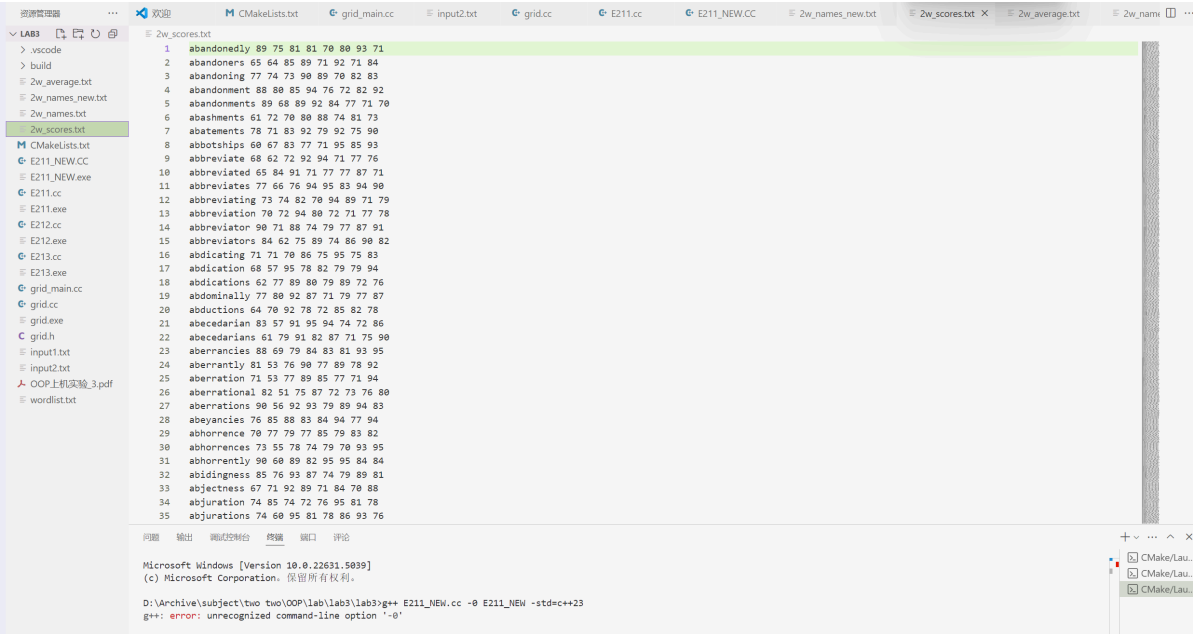 资源管理器 ···
欢迎
CMakeLists.txt
grid_main.cc
input2.txt
grid.cc
E211.cc
E211_NEW.CC
2w_names_new.txt
2w_scores.txt
2w_average.txt
2w_name
LAB3
.vscode
build
2w_average.txt
2w_names_new.txt
2w_names.txt
2w_scores.txt
CMakeLists.txt
E211_NEW.CC
E211_NEW.exe
E211.cc
E211.exe
E212.cc
E212.exe
E213.cc
E213.exe
grid_main.cc
grid.cc
grid.exe
grid.h
input1.txt
input2.txt
OOP上机实验_3.pdf
wordlist.txt
2w_scores.txt
1 abandonedly 89 75 81 81 70 80 93 71
2 abandoners 65 64 85 89 71 92 71 84
3 abandoning 77 74 73 90 89 70 82 83
4 abandonment 88 80 85 94 76 72 82 92
5 abandonments 89 68 89 92 84 77 71 70
6 abashments 61 72 70 80 88 74 81 73
7 abatements 78 71 83 92 79 92 75 90
8 abbotships 60 67 83 77 71 95 85 93
9 abbreviate 68 62 72 92 94 71 77 76
10 abbreviated 65 84 91 71 77 77 87 71
11 abbreviates 77 66 76 94 95 83 94 90
12 abbreviating 73 74 82 70 94 89 71 79
13 abbreviation 70 72 94 80 72 71 77 78
14 abbreviator 90 71 88 74 79 77 87 91
15 abbreviators 84 62 75 89 74 86 90 82
16 abdicating 71 71 70 86 75 95 75 83
17 abdication 68 57 95 78 82 79 79 94
18 abdications 62 77 89 80 79 89 72 76
19 abdominally 77 80 92 87 71 79 77 87
20 abductions 64 70 92 78 72 85 82 78
21 abecedarian 83 57 91 95 94 74 72 86
22 abecedarians 61 79 91 82 87 71 75 90
23 aberrancies 88 69 79 84 83 81 93 95
24 aberrantly 81 53 76 90 77 89 78 92
25 aberration 71 53 77 89 85 77 71 94
26 aberrational 82 51 75 87 72 73 76 80
27 aberrations 90 56 92 93 79 89 94 83
28 abeyancies 76 85 88 83 84 94 77 94
29 abhorrence 70 77 79 77 85 79 83 82
30 abhorrences 73 55 78 74 79 70 93 95
31 abhorrently 90 60 89 82 95 95 84 84
32 abidingness 85 76 93 87 74 79 89 81
33 abjectness 67 71 92 89 71 84 70 88
34 abjuration 74 85 74 72 76 95 81 78
35 abjurations 74 60 95 81 78 86 93 76
问题 输出 调试控制台 终端 端口 评论
Microsoft Windows [Version 10.0.22631.5039]
(c) Microsoft Corporation。保留所有权利。
D:\Archive\subject\two two\OOP\lab\lab3\lab3>g++ E211_NEW.cc -0 E211_NEW -std=c++23
g++: error: unrecognized command-line option '-0'
CMake/Lau...
CMake/Lau...
CMake/Lau...